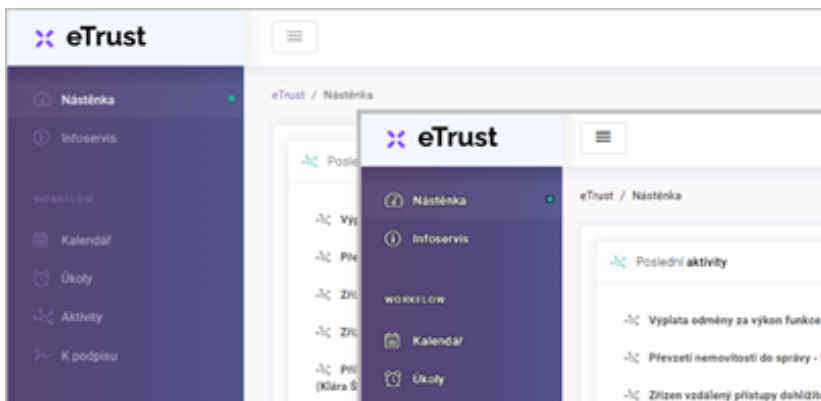 eTrust
Nástěnka
Infoservis
WORKFLOW
Kalendář
Úkoly
Aktivity
K podpisu
eTrust / Nástěnka
(Klára
eTrust
Nástěnka
Infoservis
WORKFLOW
Kalendář
Úkoly
eTrust / Nástěnka
Poslední aktivity
Výplata odměny za výkon funkce
Převzetí nemovitosti do správy -
Zřízen vzdálený přístupy